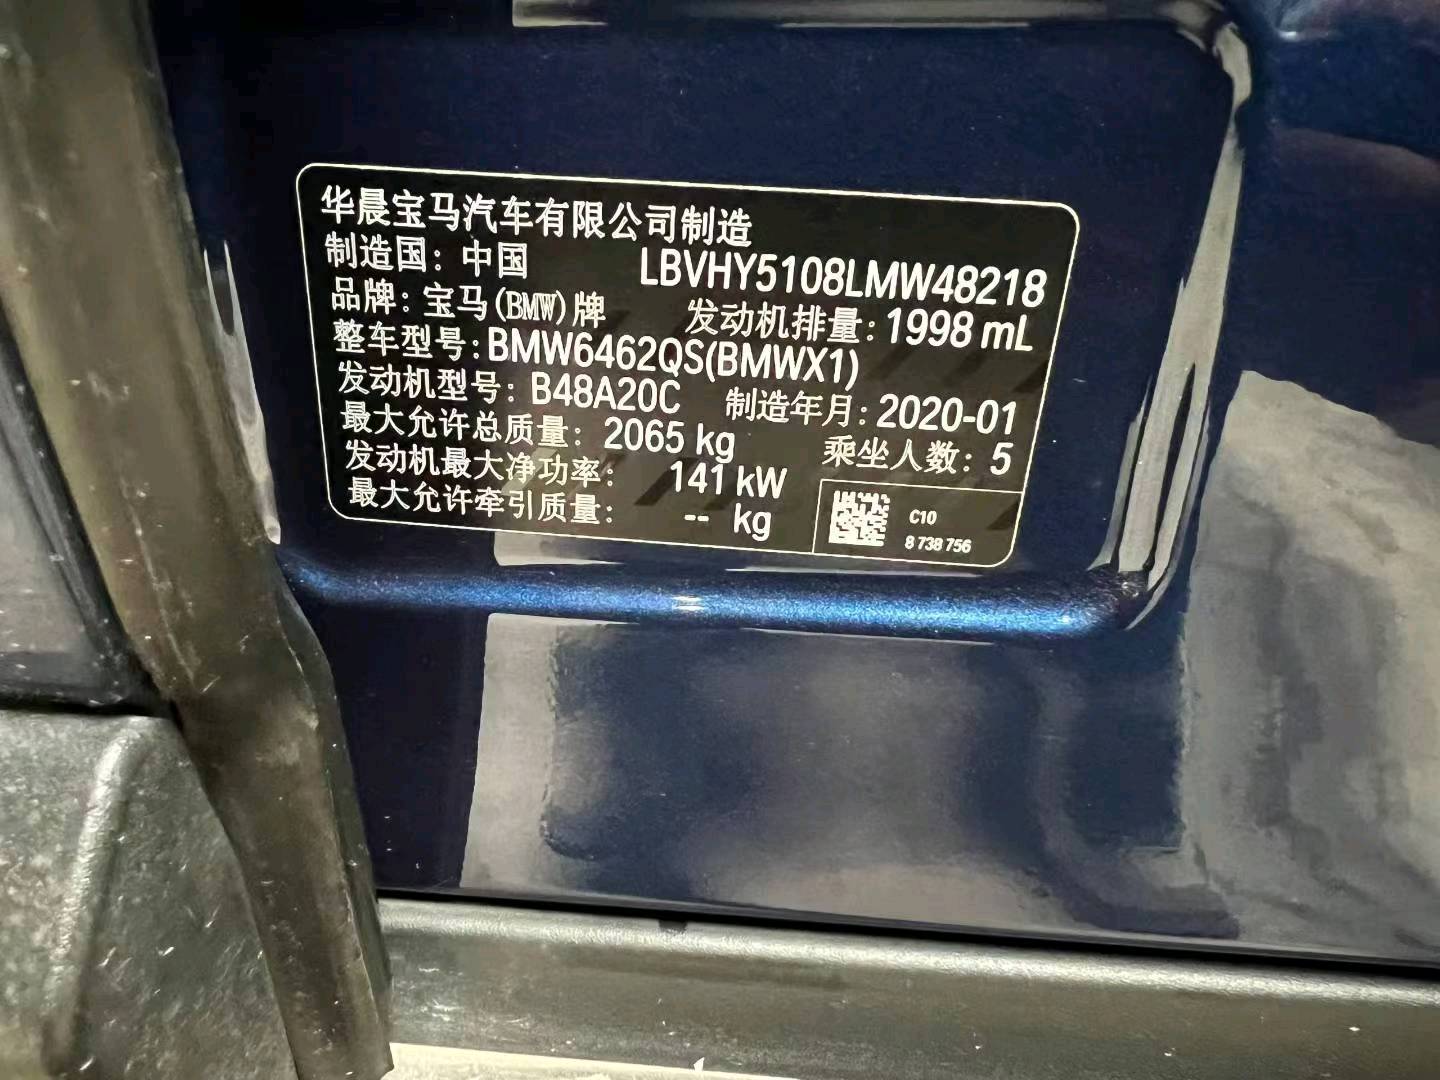 华晨宝马汽车有限公司制造
制造国：中国 LBVHY5108LMW48218
品牌：宝马(BMW)牌 发动机排量：1998 mL
整车型号：BMW6462QS(BMWX1)
发动机型号：B48A20C 制造年月：2020-01
最大允许总质量：2065 kg 乘坐人数：5
发动机最大净功率：141 kW
最大允许牵引质量：-- kg
C10
8 738 756